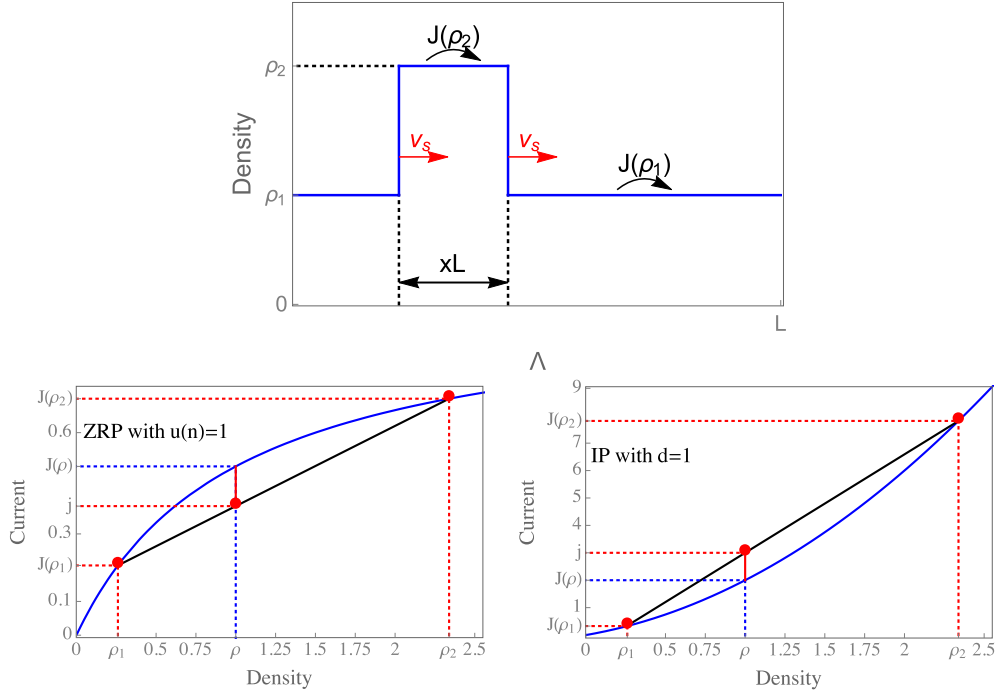 J(ρ₂)
ρ₂
Density
vₛ
vₛ
J(ρ₁)
ρ₁
xL
0
L
Λ
J(ρ₂)
0.6
ZRP with u(n)=1
J(ρ)
j
Current
0.3
J(ρ₁)
0.1
0
0 ρ₁ 0.5 0.75 ρ 1.25 1.5 1.75 2 ρ₂ 2.5
Density
9
J(ρ₂)
7
IP with d=1
6
Current
4
j
J(ρ)
1
J(ρ₁)
0 ρ₁ 0.5 0.75 ρ 1.25 1.5 1.75 2 ρ₂ 2.5
Density